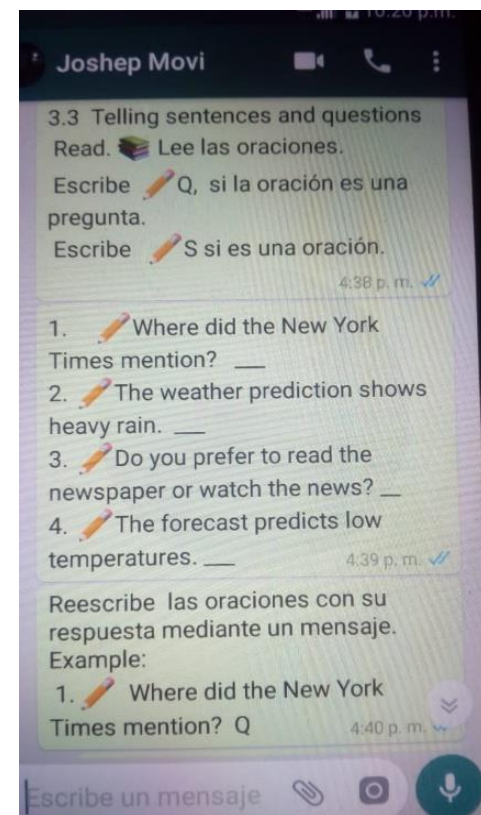 10:20 p.m.
Joshep Movi
3.3 Telling sentences and questions
Read. 📚 Lee las oraciones.
Escribe ✏️Q, si la oración es una
pregunta.
Escribe ✏️S si es una oración.
4:38 p. m.
1. ✏️Where did the New York
Times mention? ___
2. ✏️The weather prediction shows
heavy rain. ___
3. ✏️Do you prefer to read the
newspaper or watch the news? __
4. ✏️The forecast predicts low
temperatures. ___
4:39 p. m.
Reescribe las oraciones con su
respuesta mediante un mensaje.
Example:
1. ✏️ Where did the New York
Times mention? Q
4:40 p. m.
Escribe un mensaje